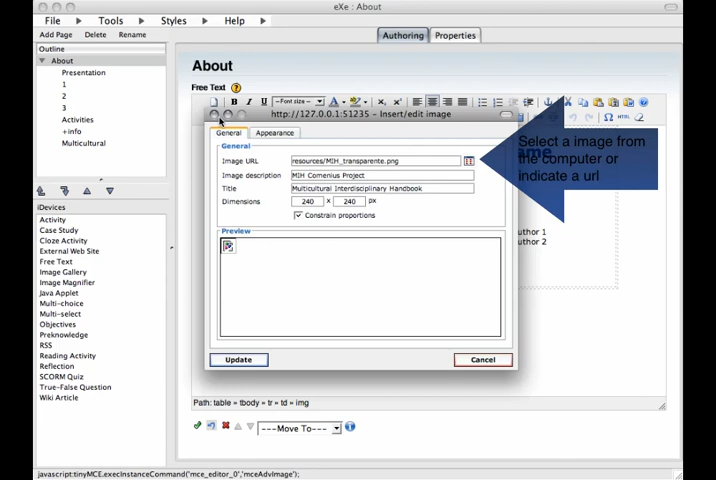 eXe : About
File Tools Styles Help
Add Page Delete Rename
Authoring Properties
Outline
About
Presentation
1
2
3
Activities
+info
Multicultural
iDevices
Activity
Case Study
Cloze Activity
External Web Site
Free Text
Image Gallery
Image Magnifier
Java Applet
Multi-choice
Multi-select
Objectives
Preknowledge
RSS
Reading Activity
Reflection
SCORM Quiz
True-False Question
Wiki Article
About
Free Text
B I U --Font size--
HTML
http://127.0.0.1:51235 - Insert/edit image
General Appearance
General
Image URL resources/MIH_transparente.png
Image description MIH Comenius Project
Title Multicultural Interdisciplinary Handbook
Dimensions 240 x 240 px
Constrain proportions
Preview
Update Cancel
Select a image from
the computer or
indicate a url
uthor 1
uthor 2
Path: table » tbody » tr » td » img
---Move To---
javascript:tinyMCE.execInstanceCommand('mce_editor_0','mceAdvImage');